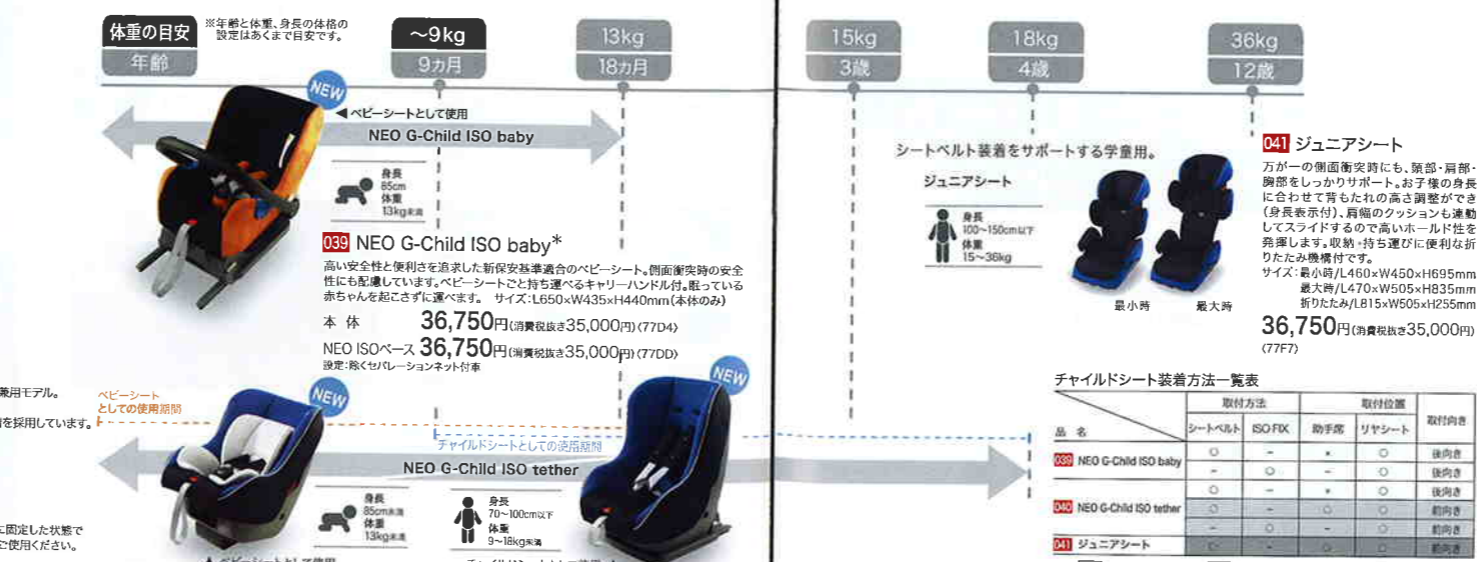 体重の目安
年齢
※年齢と体重、身長の体格の
設定はあくまで目安です。
〜9kg
9カ月
13kg
18カ月
15kg
3歳
18kg
4歳
36kg
12歳
NEW
◀ベビーシートとして使用
NEO G-Child ISO baby
身長
85cm
体重
13kg未満
039 NEO G-Child ISO baby*
高い安全性と便利さを追求した新保安基準適合のベビーシート。側面衝突時の安全
性にも配慮しています。ベビーシートごと持ち運べるキャリーハンドル付。眠っている
赤ちゃんを起こさずに運べます。 サイズ:L650×W435×H440mm(本体のみ)
本 体 36,750円(消費税抜き35,000円)〈77D4〉
NEO ISOベース 36,750円(消費税抜き35,000円)〈77DD〉
設定:除くセパレーションネット付車
シートベルト装着をサポートする学童用。
ジュニアシート
身長
100〜150cm以下
体重
15〜36kg
最小時
最大時
041 ジュニアシート
万が一の側面衝突時にも、頭部・肩部・
胸部をしっかりサポート。お子様の身長
に合わせて背もたれの高さ調整ができ
(身長表示付)、肩幅のクッションも連動
してスライドするので高いホールド性を
発揮します。収納・持ち運びに便利な折
りたたみ機構付です。
サイズ:最小時/L460×W450×H695mm
最大時/L470×W505×H835mm
折りたたみ/L815×W505×H255mm
36,750円(消費税抜き35,000円)
〈77F7〉
兼用モデル。
を採用しています。
に固定した状態で
ご使用ください。
ベビーシート
としての使用期間
NEW
チャイルドシートとしての使用期間
NEW
NEO G-Child ISO tether
身長
85cm未満
体重
13kg未満
身長
70〜100cm以下
体重
9〜18kg未満
▲ベビーシートとして使用
チャイルドシートとして使用
チャイルドシート装着方法一覧表
品 名 取付方法 取付位置 取付向き
シートベルト ISO FIX 助手席 リヤシート
039 NEO G-Child ISO baby ○ − × ○ 後向き
− ○ − ○ 後向き
040 NEO G-Child ISO tether ○ − × ○ 後向き
○ − ○ ○ 前向き
− ○ − ○ 前向き
041 ジュニアシート ○ − ○ ○ 前向き